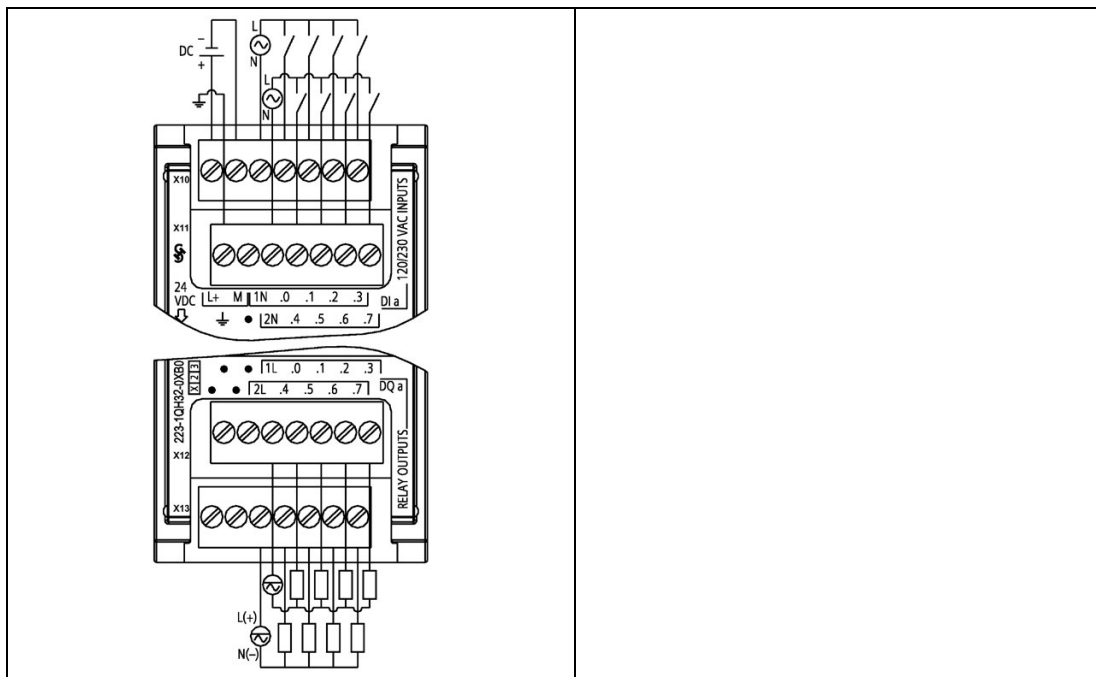 L
−
DC
+
N
L
N
X10
X11
120/230 VAC INPUTS
24
VDC
L+ M 1N .0 .1 .2 .3
DI a
2N .4 .5 .6 .7
223-1QH32-0XB0
X 2 3
1L .0 .1 .2 .3
2L .4 .5 .6 .7
DQ a
X12
RELAY OUTPUTS
X13
L(+)
N(−)